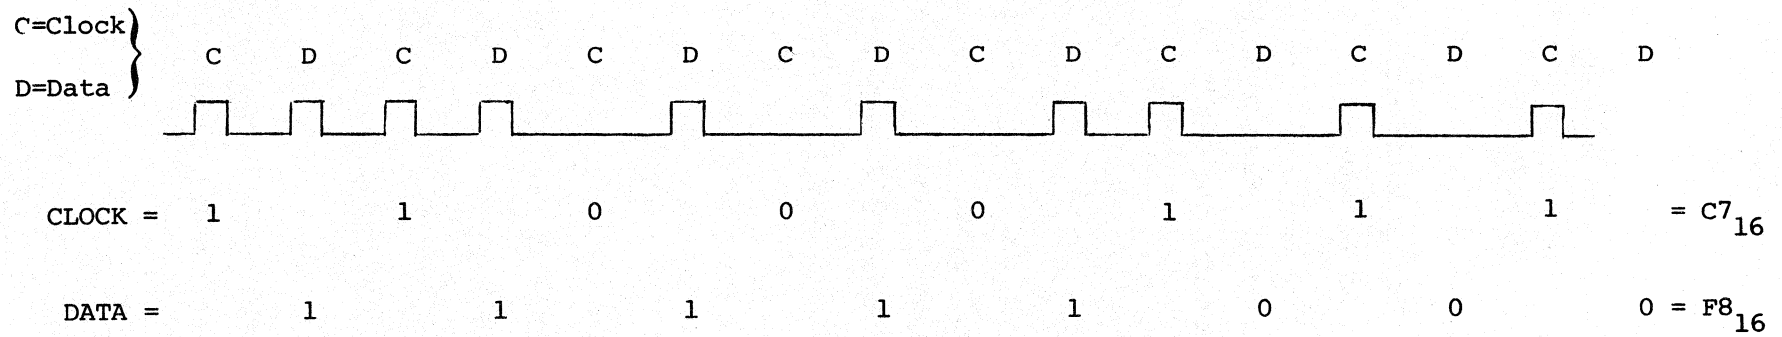 C=Clock
D=Data
C D C D C D C D C D C D C D C D
CLOCK = 1 1 0 0 0 1 1 1 = C7₁₆
DATA = 1 1 1 1 1 0 0 0 = F8₁₆